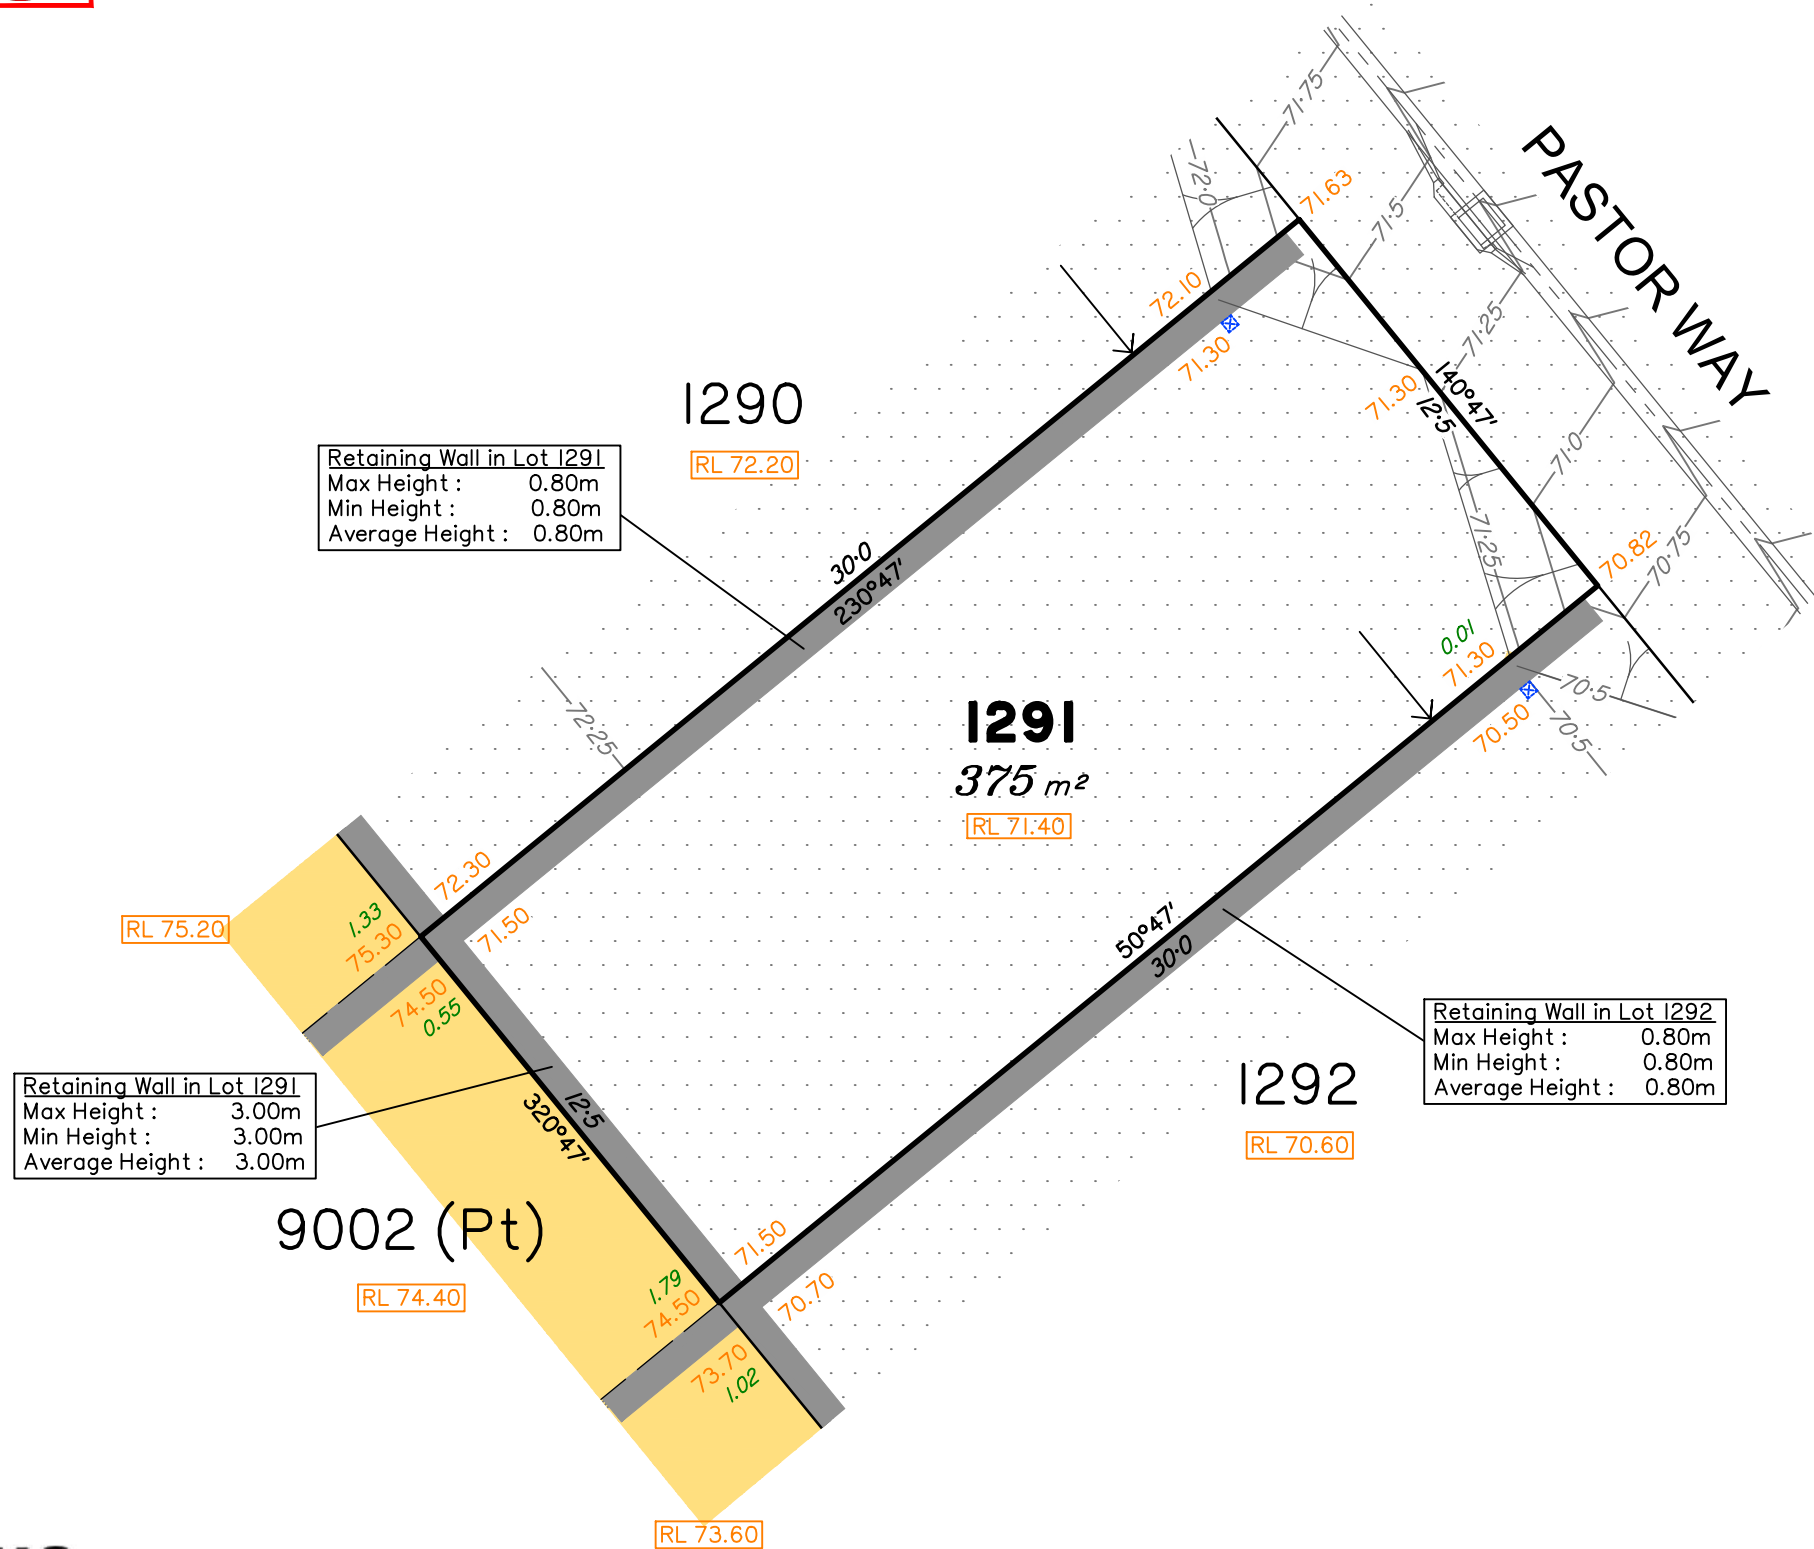 71·75
PASTOR WAY
72·0
71.63
71·5
72.10
71.30
71·25
71.30
140°47'
12·5
71·0
1290
RL 72.20
Retaining Wall in Lot 1291
Max Height : 0.80m
Min Height : 0.80m
Average Height : 0.80m
30·0
230°47'
71·25
70.82
70·75
0.01
71.30
70·5
70.50
70·5
72·25
1291
375 m²
RL 71.40
72.30
71.50
1.33
75.30
RL 75.20
74.50
0.55
50°47'
30·0
Retaining Wall in Lot 1292
Max Height : 0.80m
Min Height : 0.80m
Average Height : 0.80m
1292
RL 70.60
Retaining Wall in Lot 1291
Max Height : 3.00m
Min Height : 3.00m
Average Height : 3.00m
12·5
320°47'
9002 (Pt)
RL 74.40
71.50
70.70
1.79
74.50
73.70
1.02
RL 73.60